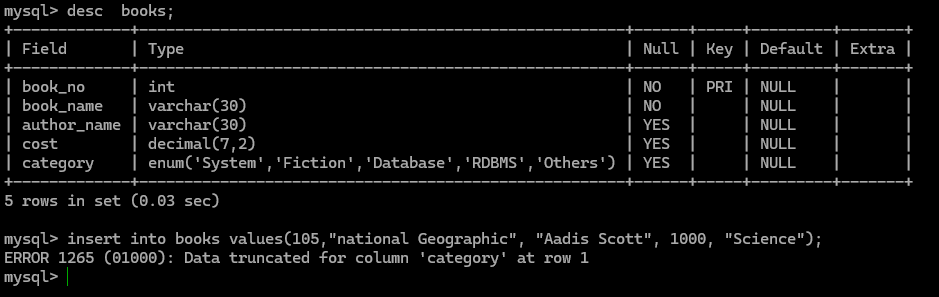 mysql> desc  books;
+-------------+----------------------------------------------------+------+-----+---------+-------+
| Field       | Type                                               | Null | Key | Default | Extra |
+-------------+----------------------------------------------------+------+-----+---------+-------+
| book_no     | int                                                | NO   | PRI | NULL    |       |
| book_name   | varchar(30)                                        | NO   |     | NULL    |       |
| author_name | varchar(30)                                        | YES  |     | NULL    |       |
| cost        | decimal(7,2)                                       | YES  |     | NULL    |       |
| category    | enum('System','Fiction','Database','RDBMS','Others') | YES  |     | NULL    |       |
+-------------+----------------------------------------------------+------+-----+---------+-------+
5 rows in set (0.03 sec)
mysql> insert into books values(105,"national Geographic", "Aadis Scott", 1000, "Science");
ERROR 1265 (01000): Data truncated for column 'category' at row 1
mysql>